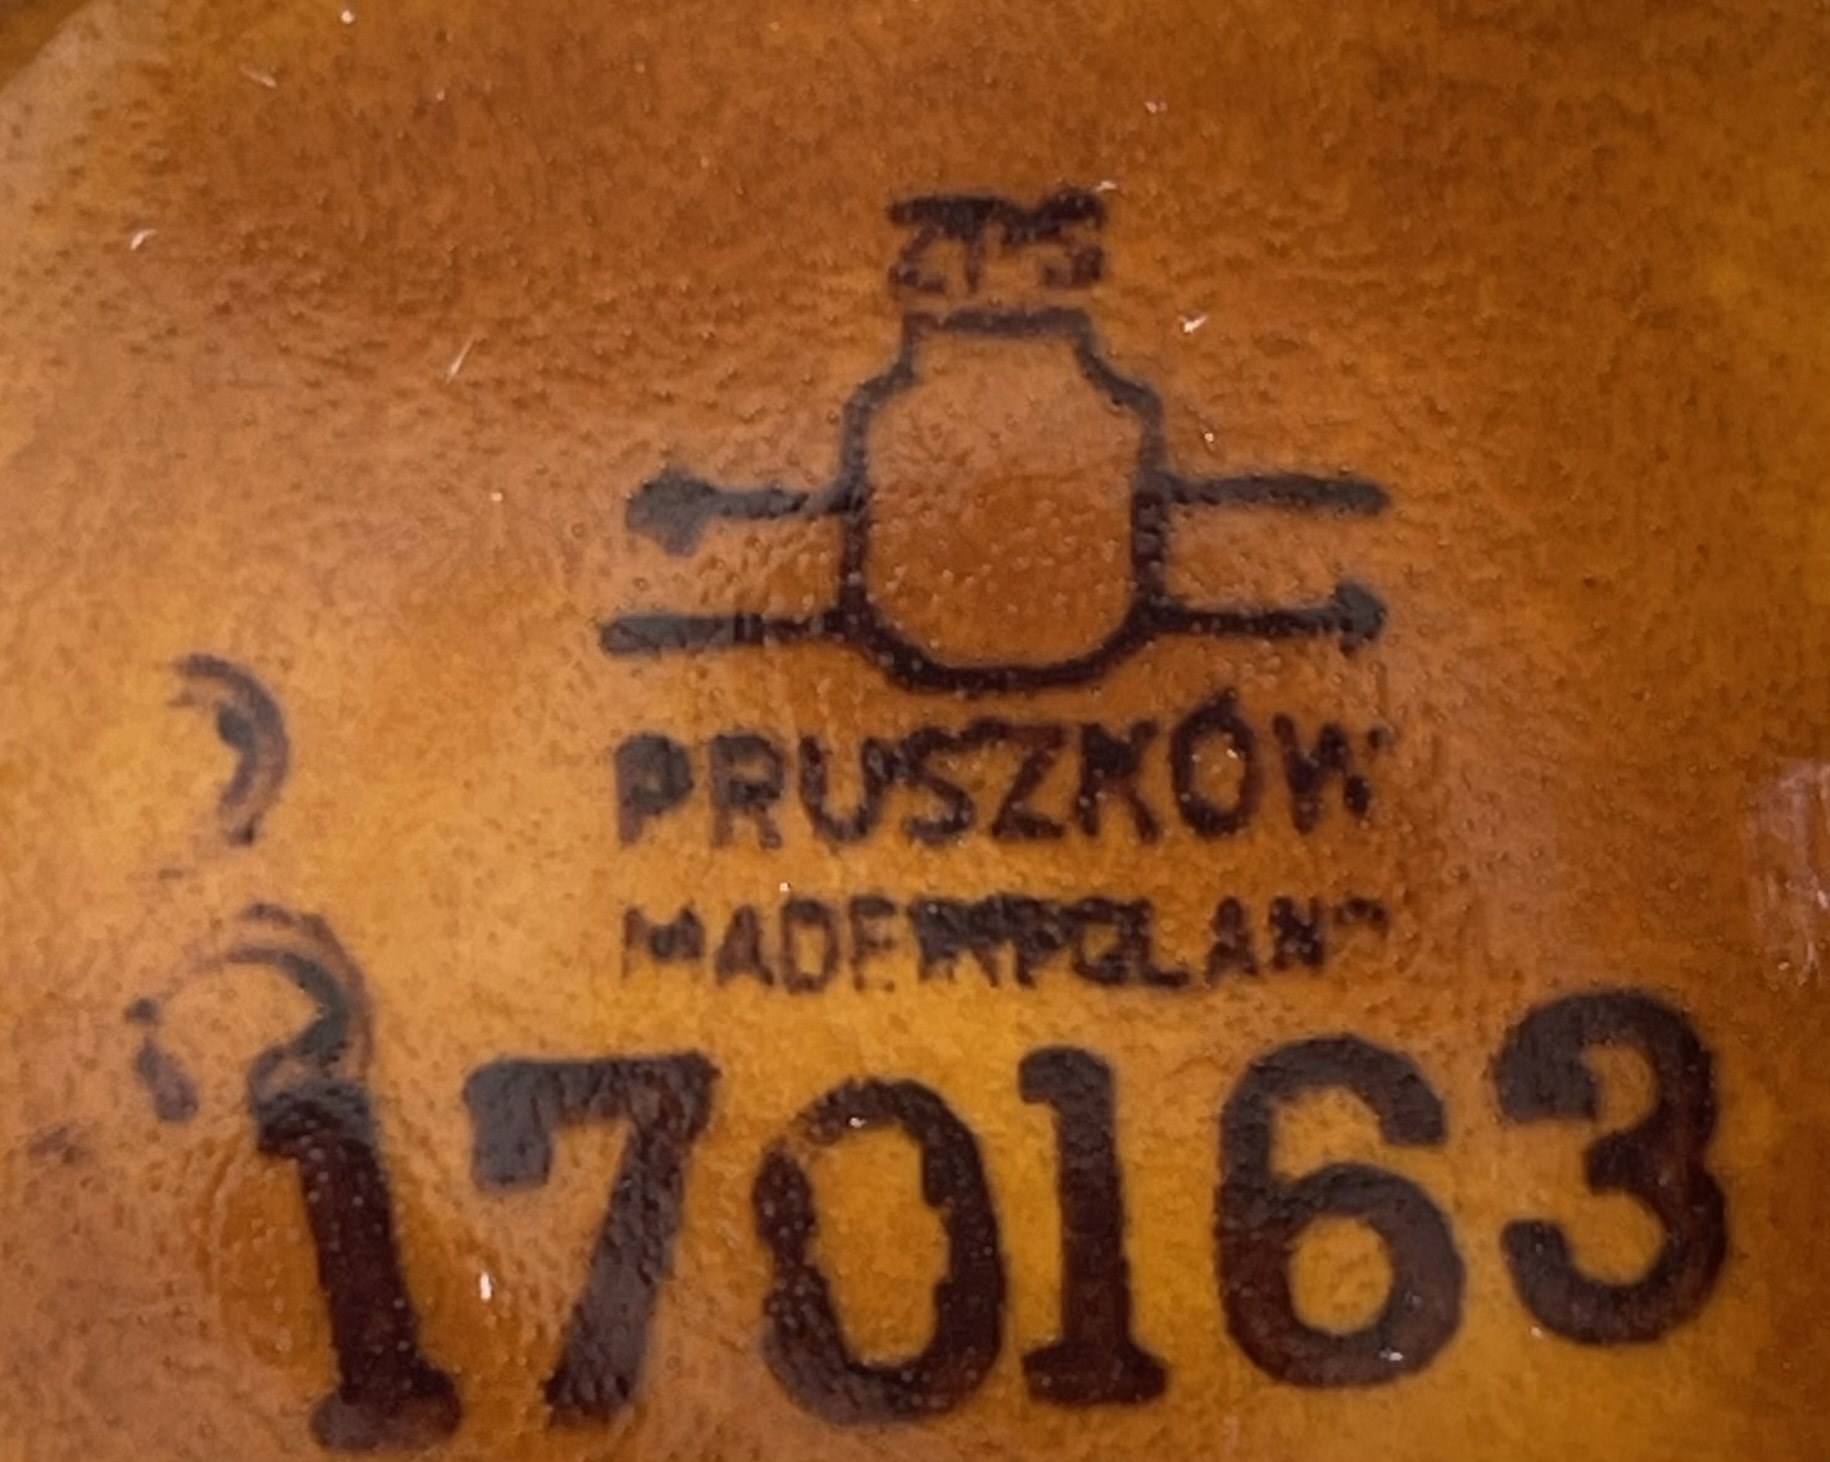 ZPS
PRUSZKÓW
MADE IN POLAND
170163